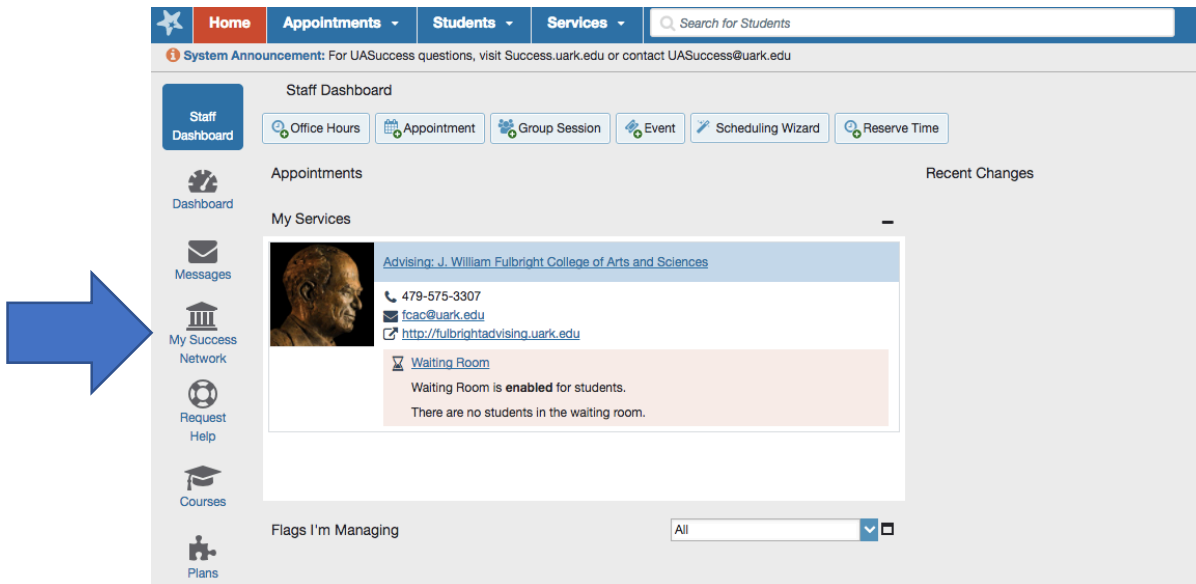 Home Appointments Students Services Search for Students
System Announcement: For UASuccess questions, visit Success.uark.edu or contact UASuccess@uark.edu
Staff
Dashboard
Dashboard
Messages
My Success
Network
Request
Help
Courses
Plans
Staff Dashboard
Office Hours Appointment Group Session Event Scheduling Wizard Reserve Time
Appointments
My Services
Advising: J. William Fulbright College of Arts and Sciences
479-575-3307
fcac@uark.edu
http://fulbrightadvising.uark.edu
Waiting Room
Waiting Room is enabled for students.
There are no students in the waiting room.
Flags I'm Managing All
Recent Changes